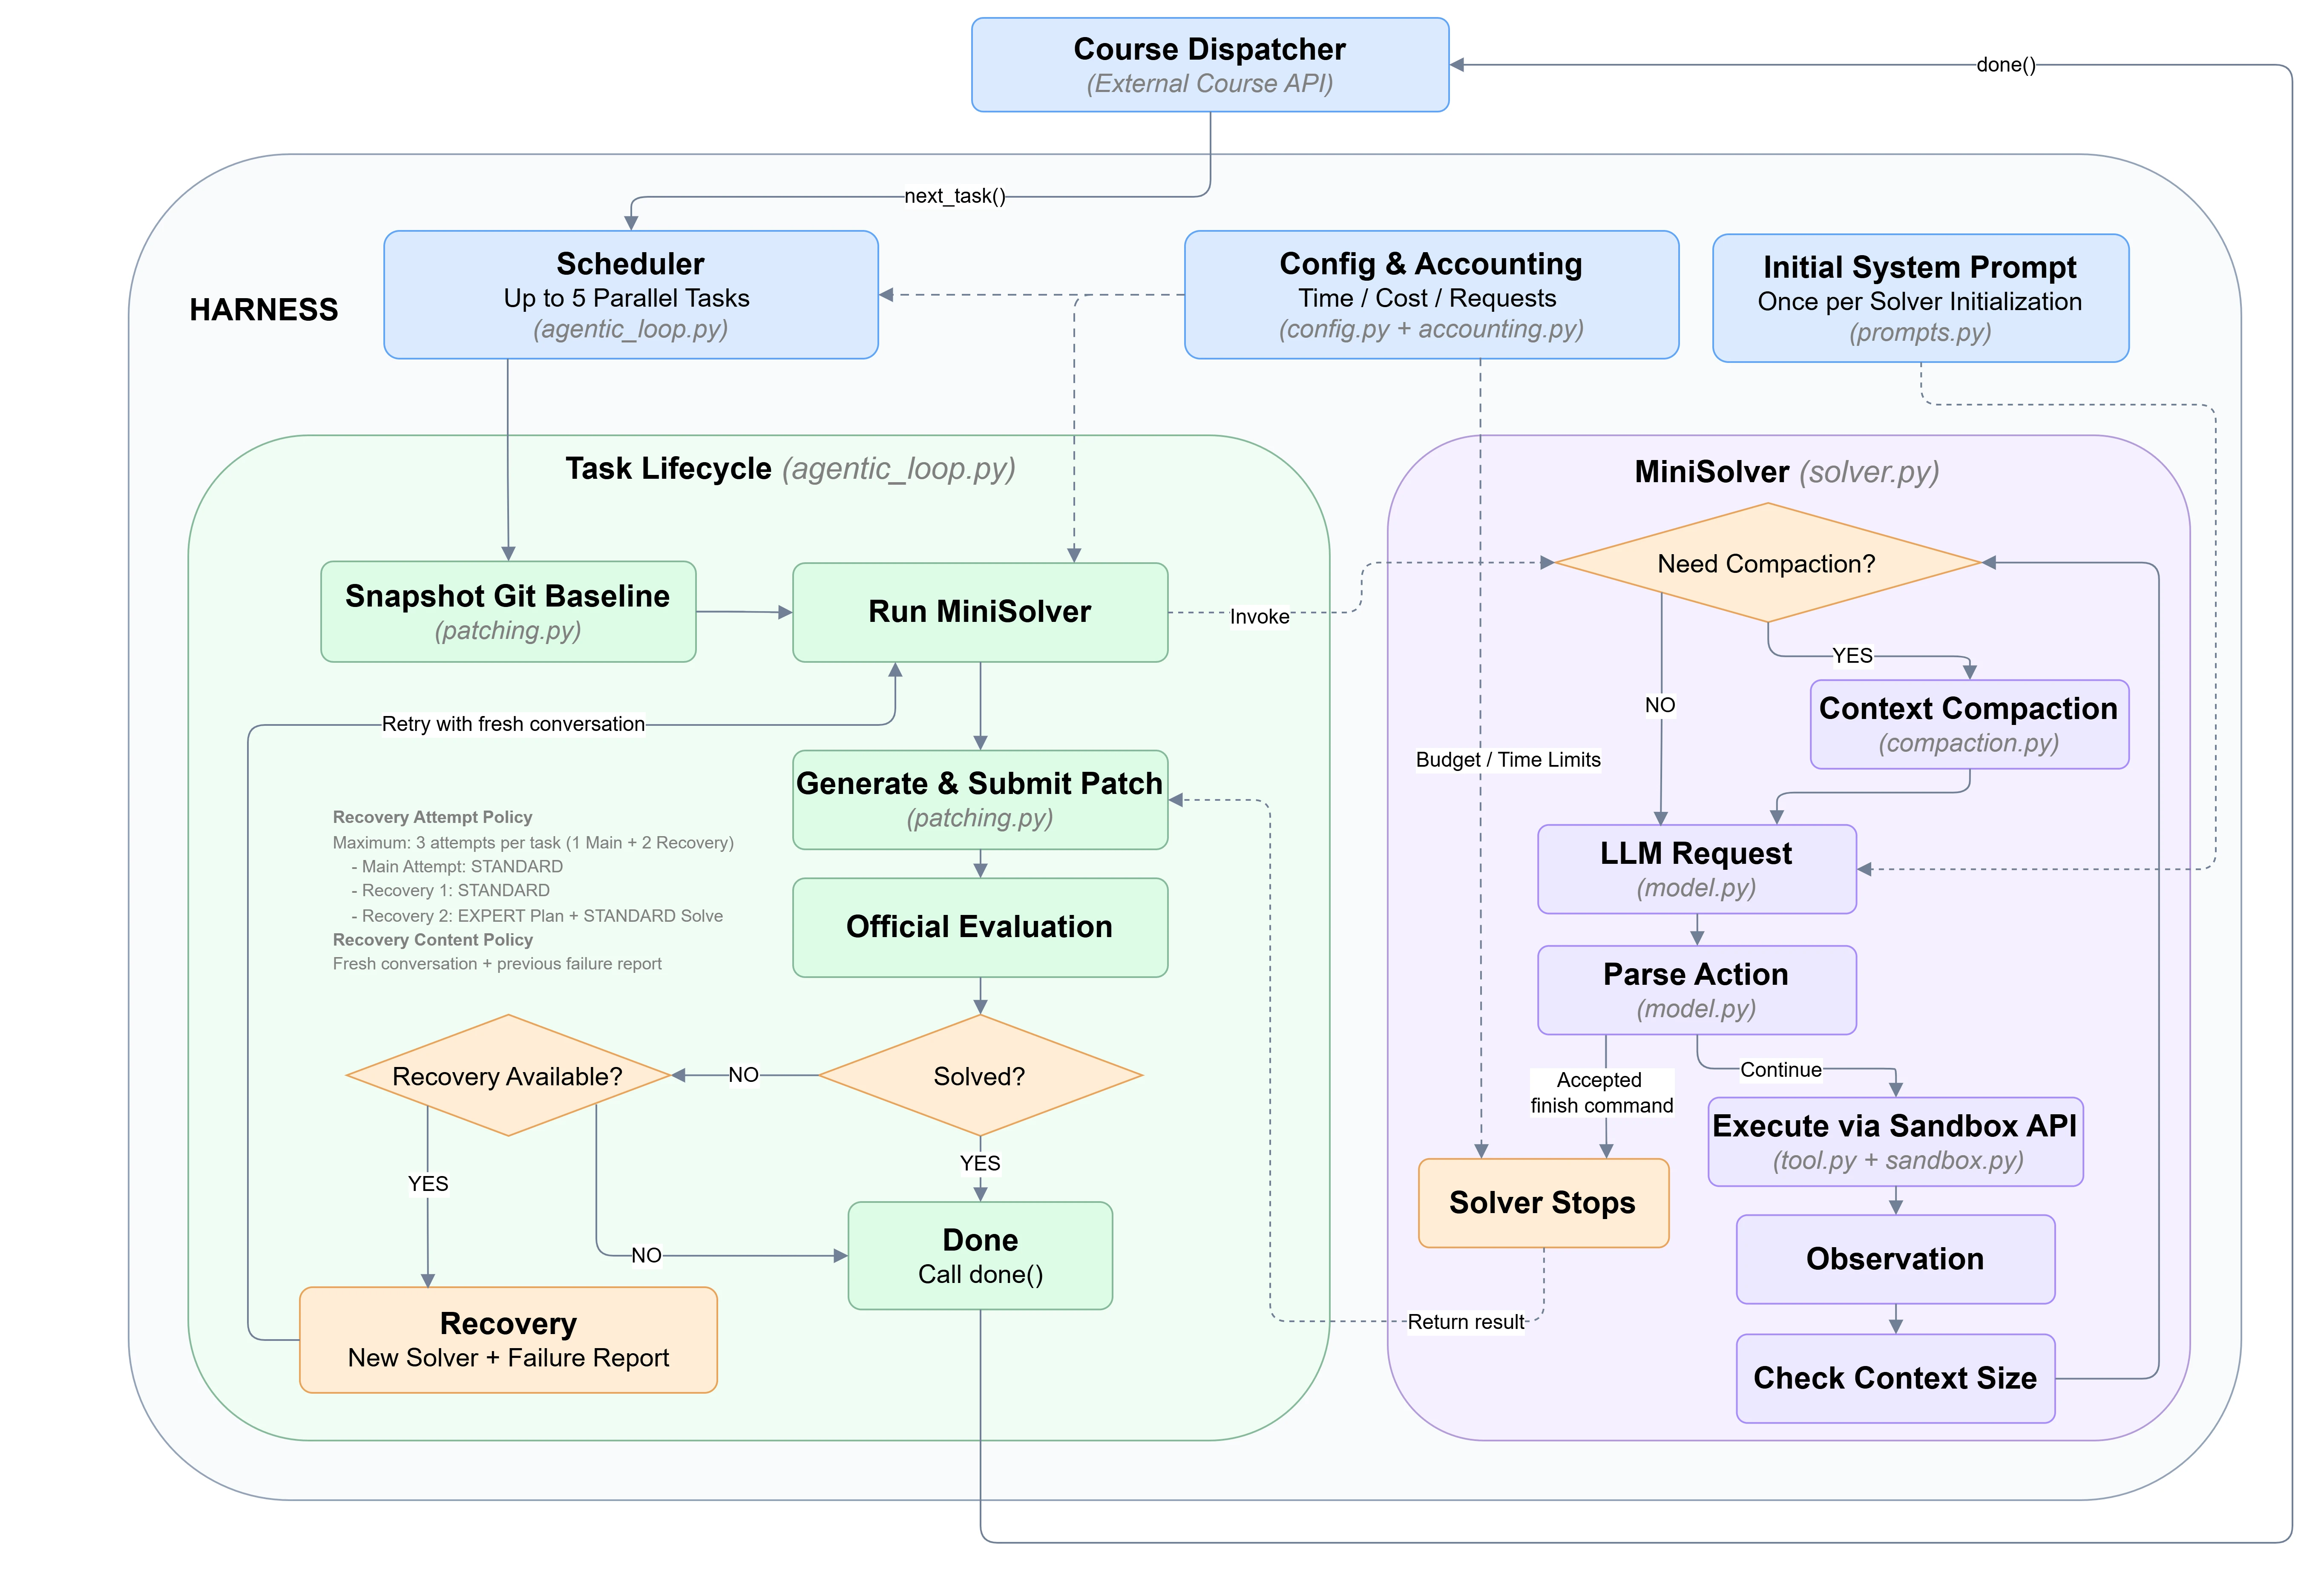 Course Dispatcher
(External Course API)
done()
next_task()
HARNESS
Scheduler
Up to 5 Parallel Tasks
(agentic_loop.py)
Config & Accounting
Time / Cost / Requests
(config.py + accounting.py)
Initial System Prompt
Once per Solver Initialization
(prompts.py)
Task Lifecycle (agentic_loop.py)
Snapshot Git Baseline
(patching.py)
Run MiniSolver
Invoke
Retry with fresh conversation
Generate & Submit Patch
(patching.py)
Recovery Attempt Policy
Maximum: 3 attempts per task (1 Main + 2 Recovery)
- Main Attempt: STANDARD
- Recovery 1: STANDARD
- Recovery 2: EXPERT Plan + STANDARD Solve
Recovery Content Policy
Fresh conversation + previous failure report
Official Evaluation
Recovery Available?
NO
Solved?
YES
YES
NO
Done
Call done()
Recovery
New Solver + Failure Report
MiniSolver (solver.py)
Need Compaction?
YES
NO
Context Compaction
(compaction.py)
Budget / Time Limits
LLM Request
(model.py)
Parse Action
(model.py)
Continue
Accepted
finish command
Execute via Sandbox API
(tool.py + sandbox.py)
Solver Stops
Observation
Return result
Check Context Size